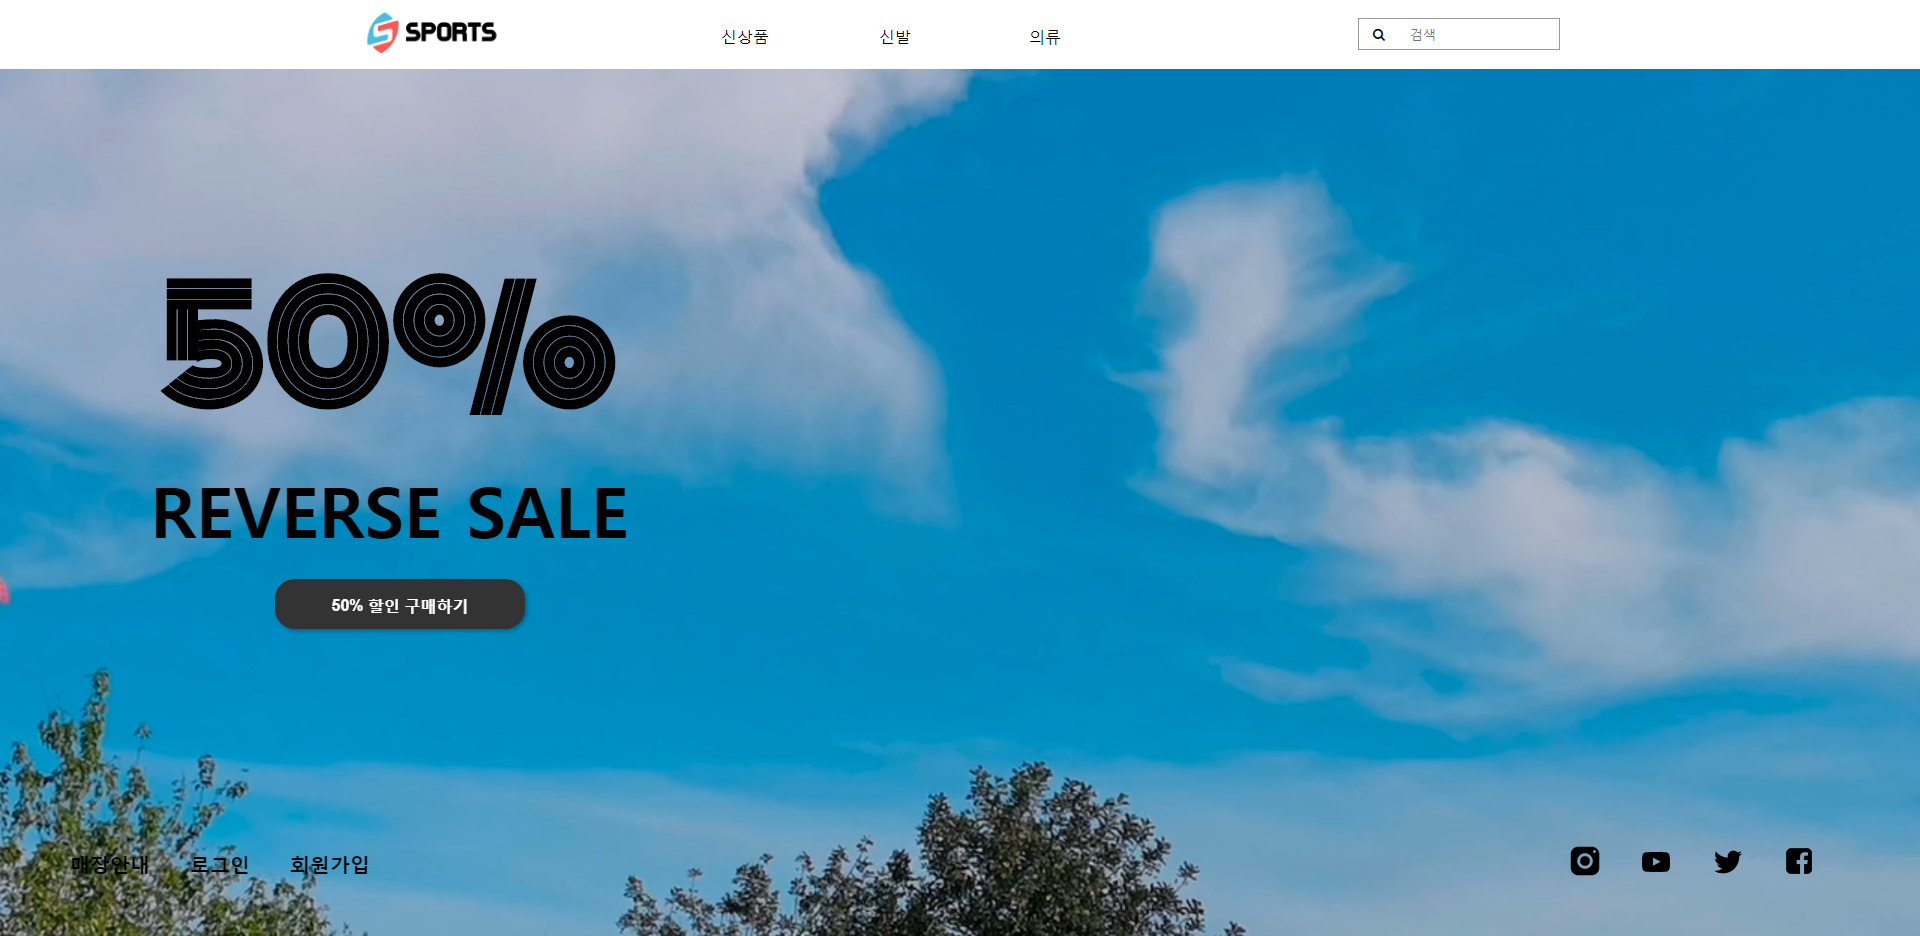 SPORTS
신상품 신발 의류
검색
50%
REVERSE SALE
50% 할인 구매하기
매장안내 로그인 회원가입